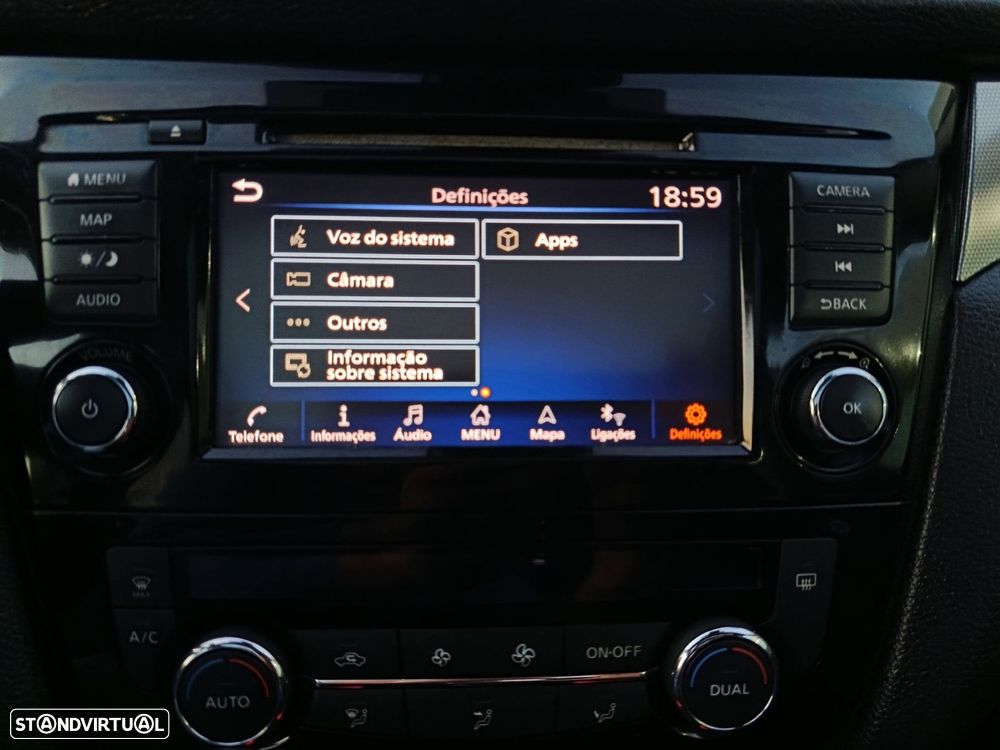 MENU
MAP
AUDIO
VOLUME
Definições
18:59
Voz do sistema
Apps
Câmara
Outros
Informação
sobre sistema
Telefone
Informações
Áudio
MENU
Mapa
Ligações
Definições
CAMERA
BACK
OK
MAX
A/C
ON-OFF
AUTO
DUAL
STANDVIRTUAL